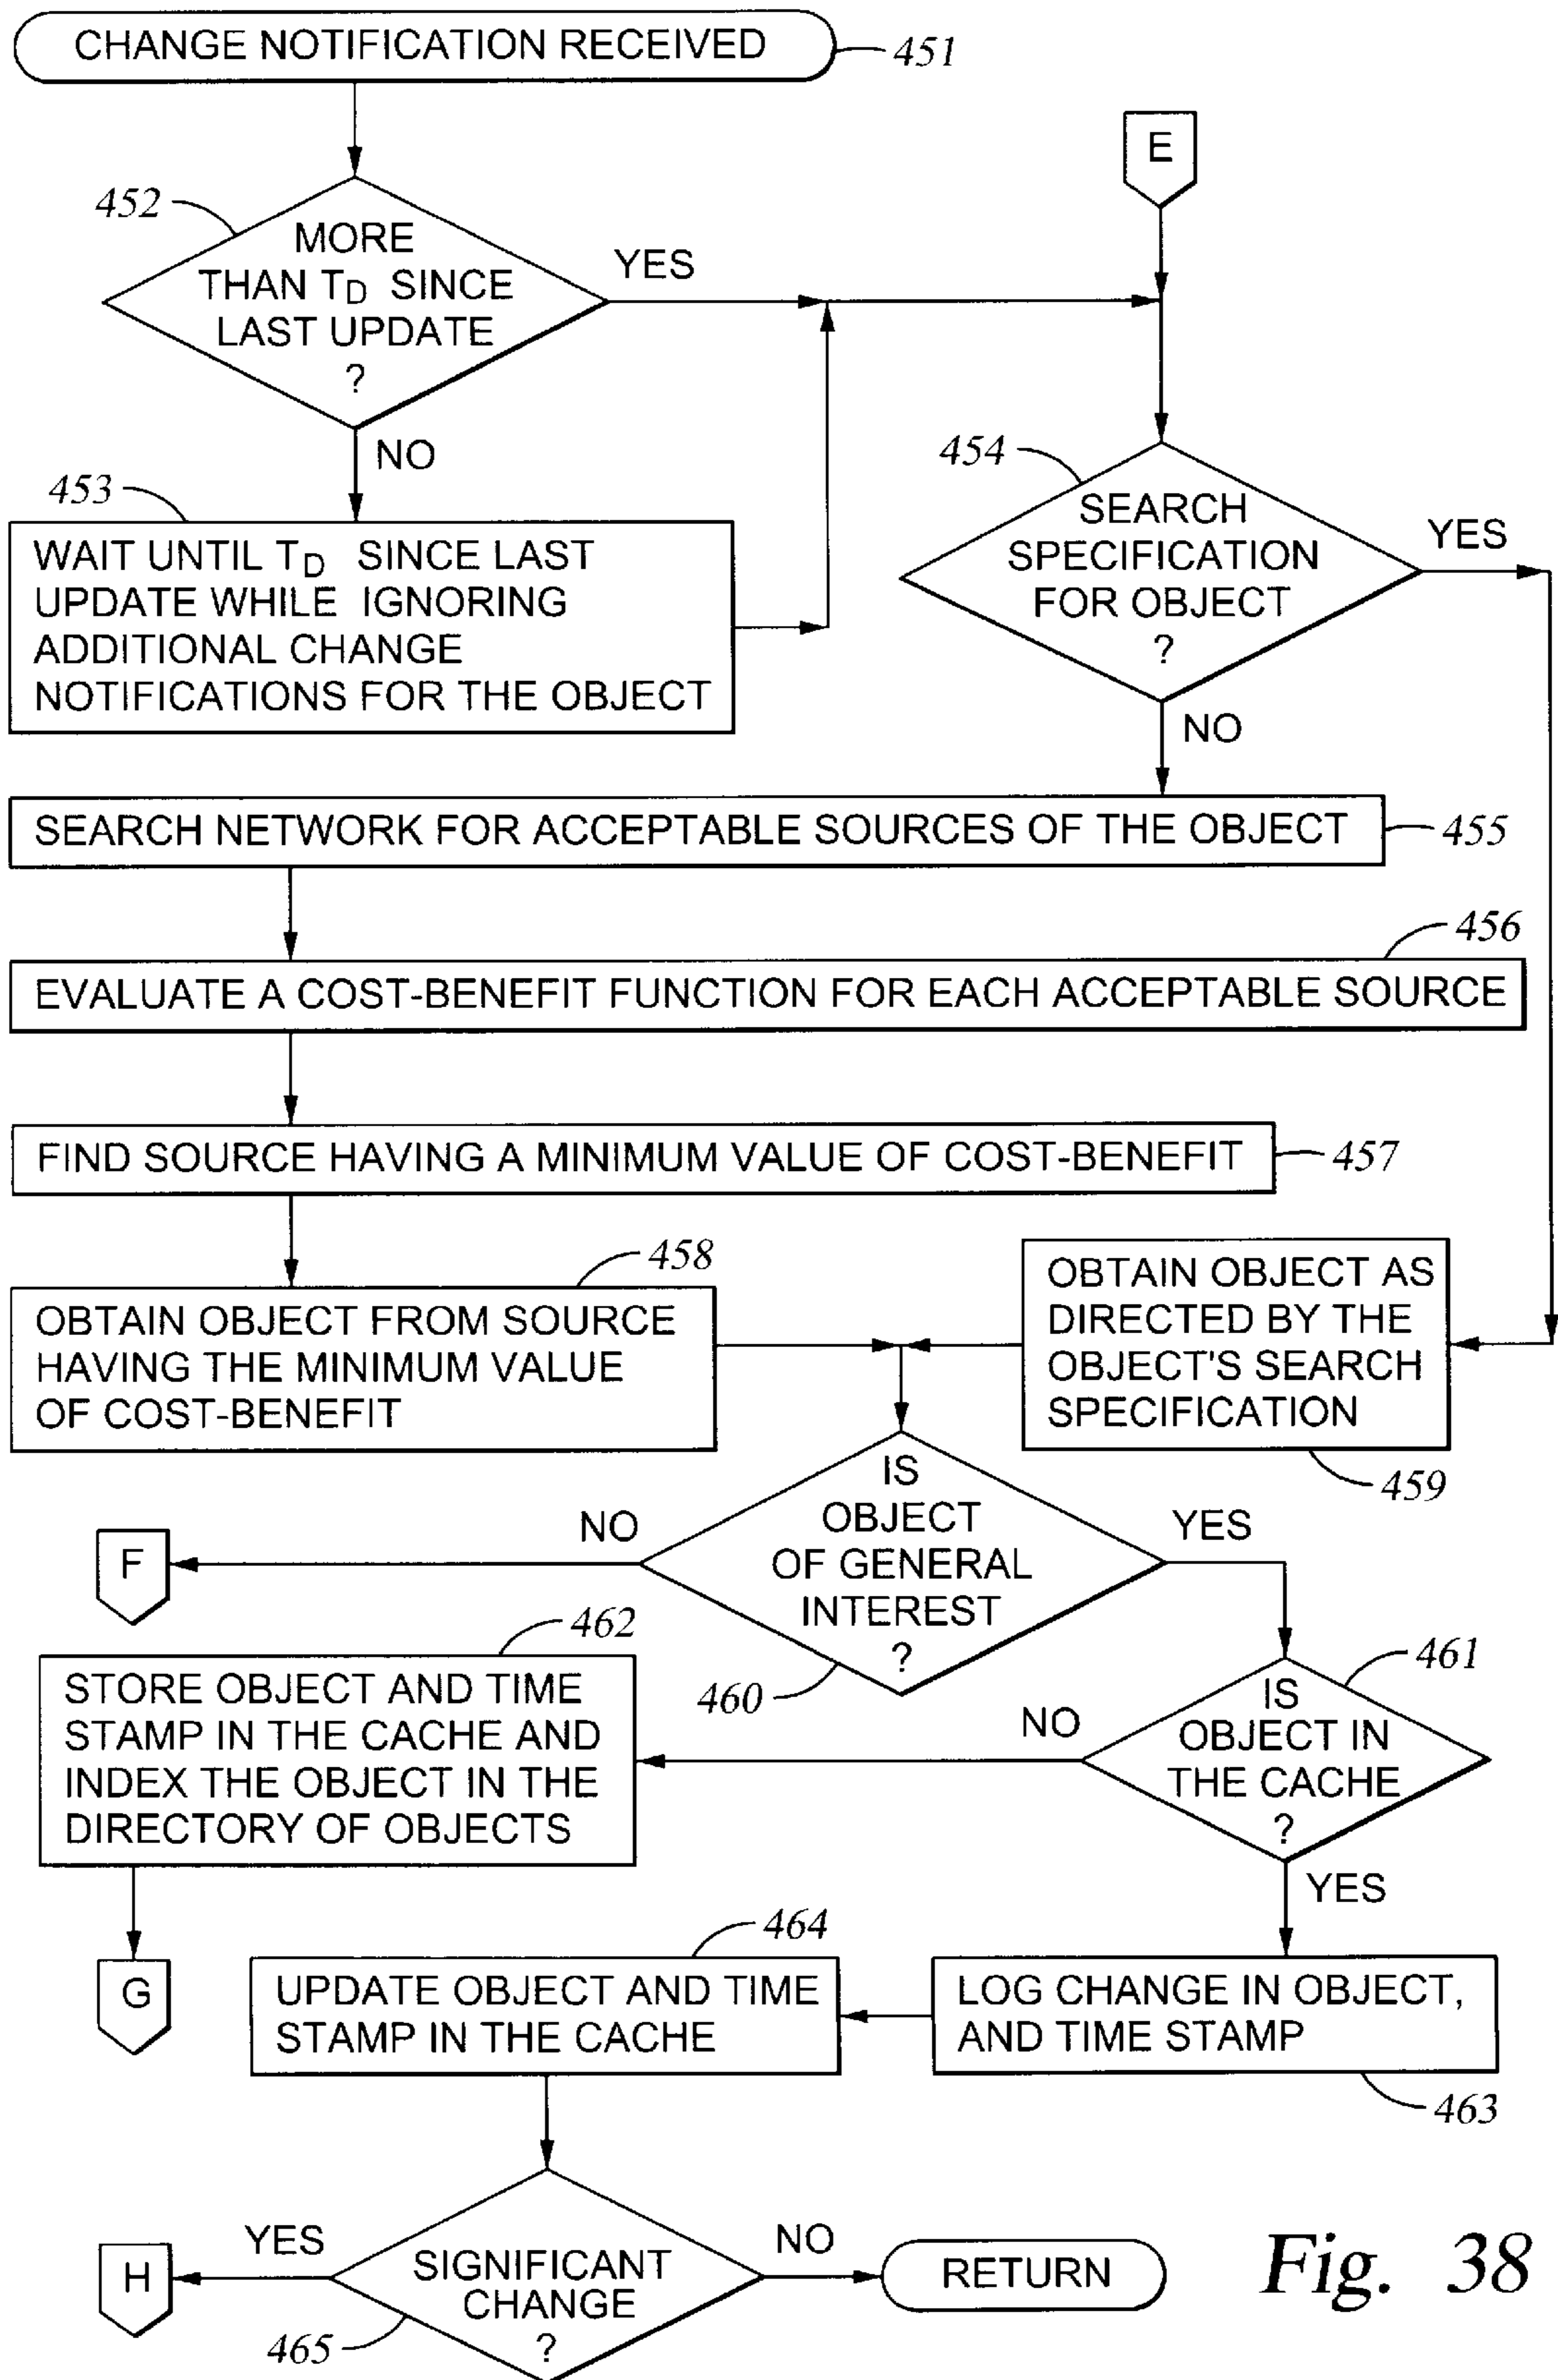 CHANGE NOTIFICATION RECEIVED
451
E
452
MORE
THAN TD SINCE
LAST UPDATE
?
YES
NO
453
WAIT UNTIL TD SINCE LAST
UPDATE WHILE IGNORING
ADDITIONAL CHANGE
NOTIFICATIONS FOR THE OBJECT
454
SEARCH
SPECIFICATION
FOR OBJECT
?
YES
NO
SEARCH NETWORK FOR ACCEPTABLE SOURCES OF THE OBJECT
455
456
EVALUATE A COST-BENEFIT FUNCTION FOR EACH ACCEPTABLE SOURCE
FIND SOURCE HAVING A MINIMUM VALUE OF COST-BENEFIT
457
458
OBTAIN OBJECT FROM SOURCE
HAVING THE MINIMUM VALUE
OF COST-BENEFIT
OBTAIN OBJECT AS
DIRECTED BY THE
OBJECT'S SEARCH
SPECIFICATION
459
IS
OBJECT
OF GENERAL
INTEREST
?
460
NO
YES
F
462
STORE OBJECT AND TIME
STAMP IN THE CACHE AND
INDEX THE OBJECT IN THE
DIRECTORY OF OBJECTS
461
IS
OBJECT IN
THE CACHE
?
NO
YES
G
464
UPDATE OBJECT AND TIME
STAMP IN THE CACHE
LOG CHANGE IN OBJECT,
AND TIME STAMP
463
H
YES
SIGNIFICANT
CHANGE
?
465
NO
RETURN
Fig. 38